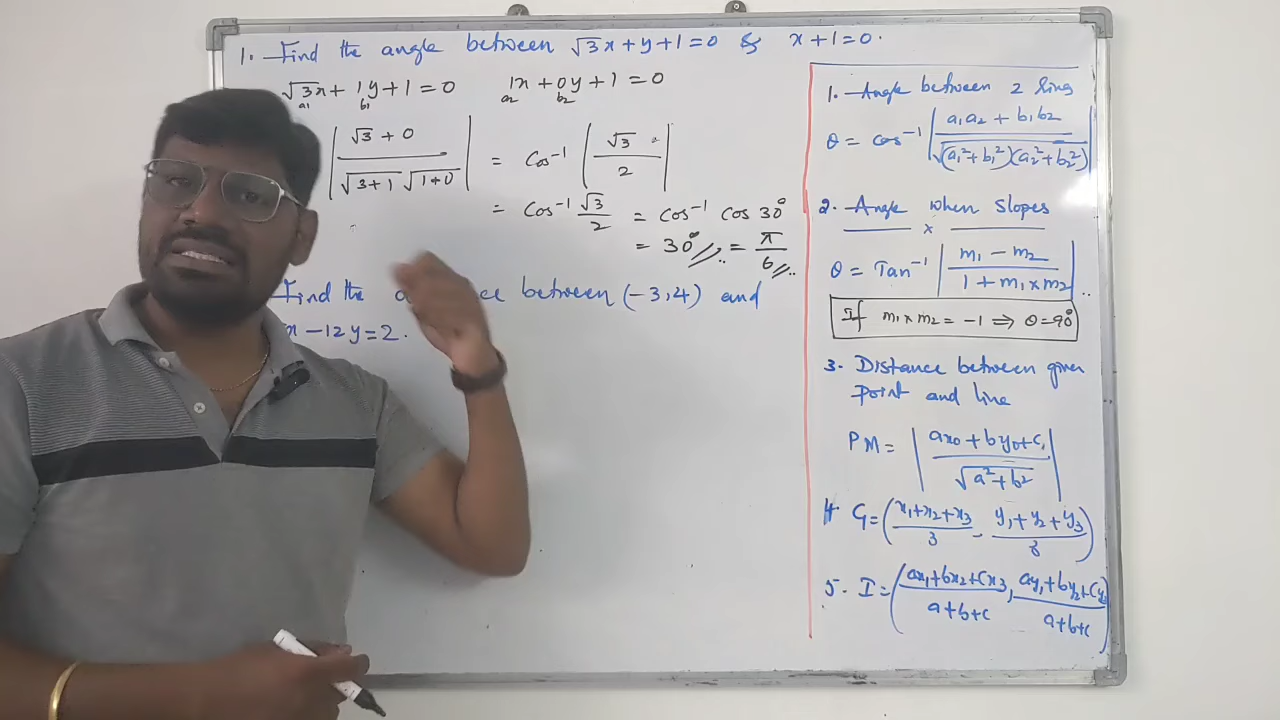 1. Find the angle between √3x+y+1=0 & x+1=0.
√3x+1y+1=0 1x+0y+1=0
a1 b1 a2 b2
|√3+0 / √3+1 √1+0| = Cos⁻¹ |√3 / 2|
= Cos⁻¹ √3/2 = Cos⁻¹ Cos 30°
= 30° = π/6
Find the between (-3,4) and
x-12y=2.
1. Angle between 2 lines
θ = cos⁻¹ |a1a2 + b1b2 / √(a1²+b1²)(a2²+b2²)|
2. Angle when Slopes
x
θ = Tan⁻¹ |m1 - m2 / 1+m1×m2|
If m1×m2 = -1 ⇒ θ=90°
3. Distance between given
Point and line
PM = |ax0+by0+c / √a²+b²|
4 G=(x1+x2+x3/3, y1+y2+y3/3)
5. I=(ax1+bx2+cx3/a+b+c, ay1+by2+cy3/a+b+c)